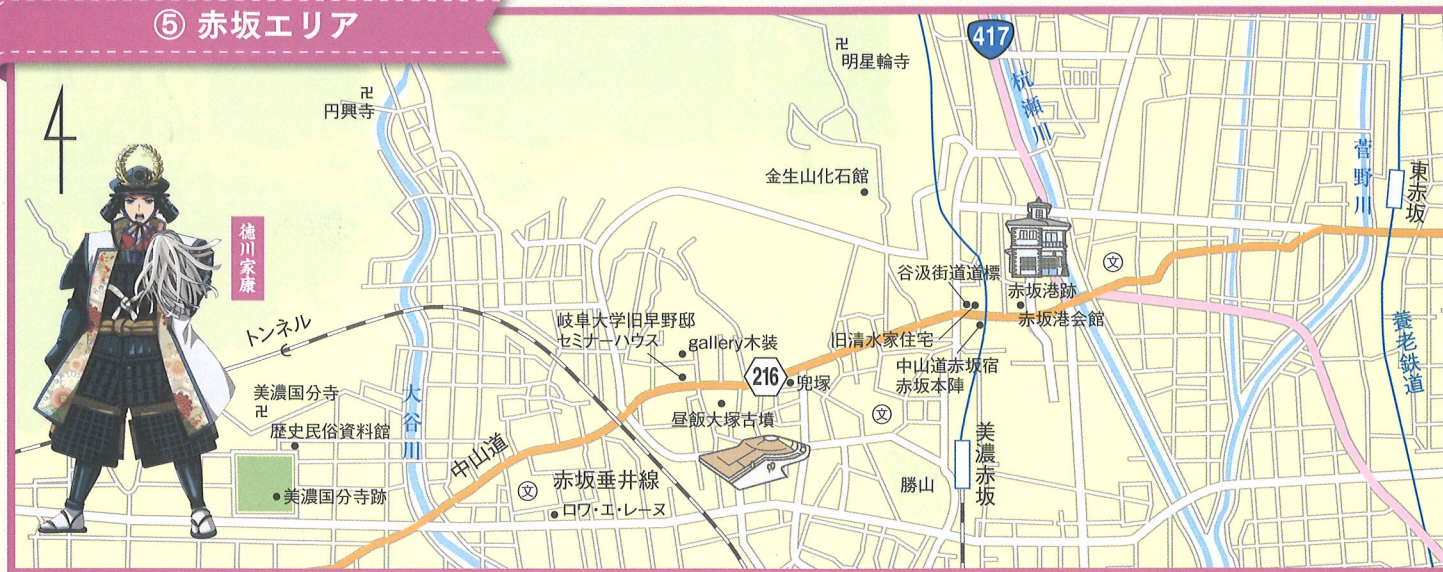 ⑤ 赤坂エリア
417
卍
明星輪寺
杭瀬川
卍
円興寺
菅野川
東赤坂
金生山化石館
徳川家康
谷汲街道道標
赤坂港跡
赤坂港会館
トンネル
岐阜大学旧早野邸
セミナーハウス
gallery木装
旧清水家住宅
養老鉄道
中山道赤坂宿
赤坂本陣
216
兜塚
美濃国分寺
卍
大谷川
昼飯大塚古墳
文
文
歴史民俗資料館
中山道
美濃赤坂
赤坂垂井線
勝山
美濃国分寺跡
文
ロワ・エ・レーヌ